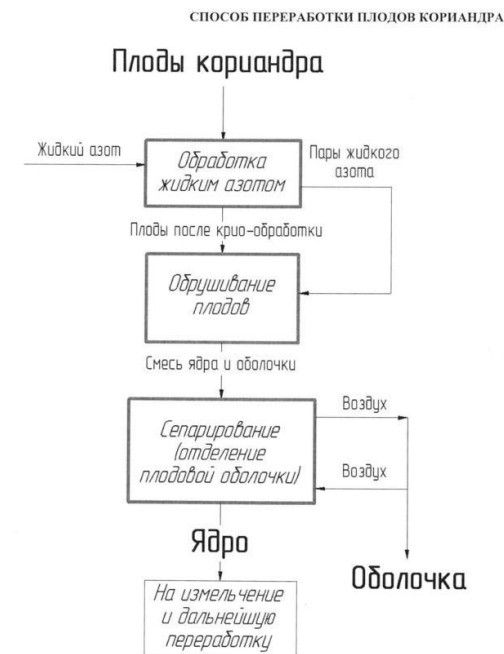 СПОСОБ ПЕРЕРАБОТКИ ПЛОДОВ КОРИАНДРА
Плоды кориандра
Жидкий азот
Обработка
жидким азотом
Пары жидкого
азота
Плоды после крио-обработки
Обрушивание
плодов
Смесь ядра и оболочки
Сепарирование
(отделение
плодовой оболочки)
Воздух
Воздух
Ядро
Оболочка
На измельчение
и дальнейшую
переработку